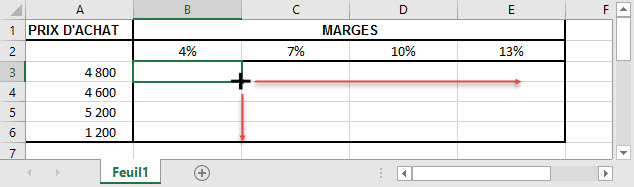 A B C D E F
1 PRIX D'ACHAT MARGES
2 4% 7% 10% 13%
3 4 800
4 4 600
5 5 200
6 1 200
7
Feuil1